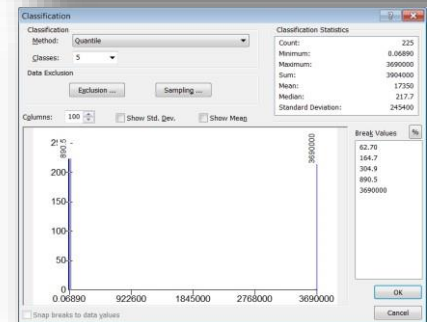 Classification
Classification
Method: Quantile
Classes: 5
Data Exclusion
Exclusion ... Sampling ...
Columns: 100 Show Std. Dev. Show Mean
Classification Statistics
Count: 225
Minimum: 0.06890
Maximum: 3690000
Sum: 3904000
Mean: 17350
Median: 217.7
Standard Deviation: 245400
Break Values %
62.70
164.7
304.9
890.5
3690000
890.5
3690000
200
150
100
50
0
0.06890 922600 1845000 2768000 3690000
Snap breaks to data values
OK
Cancel